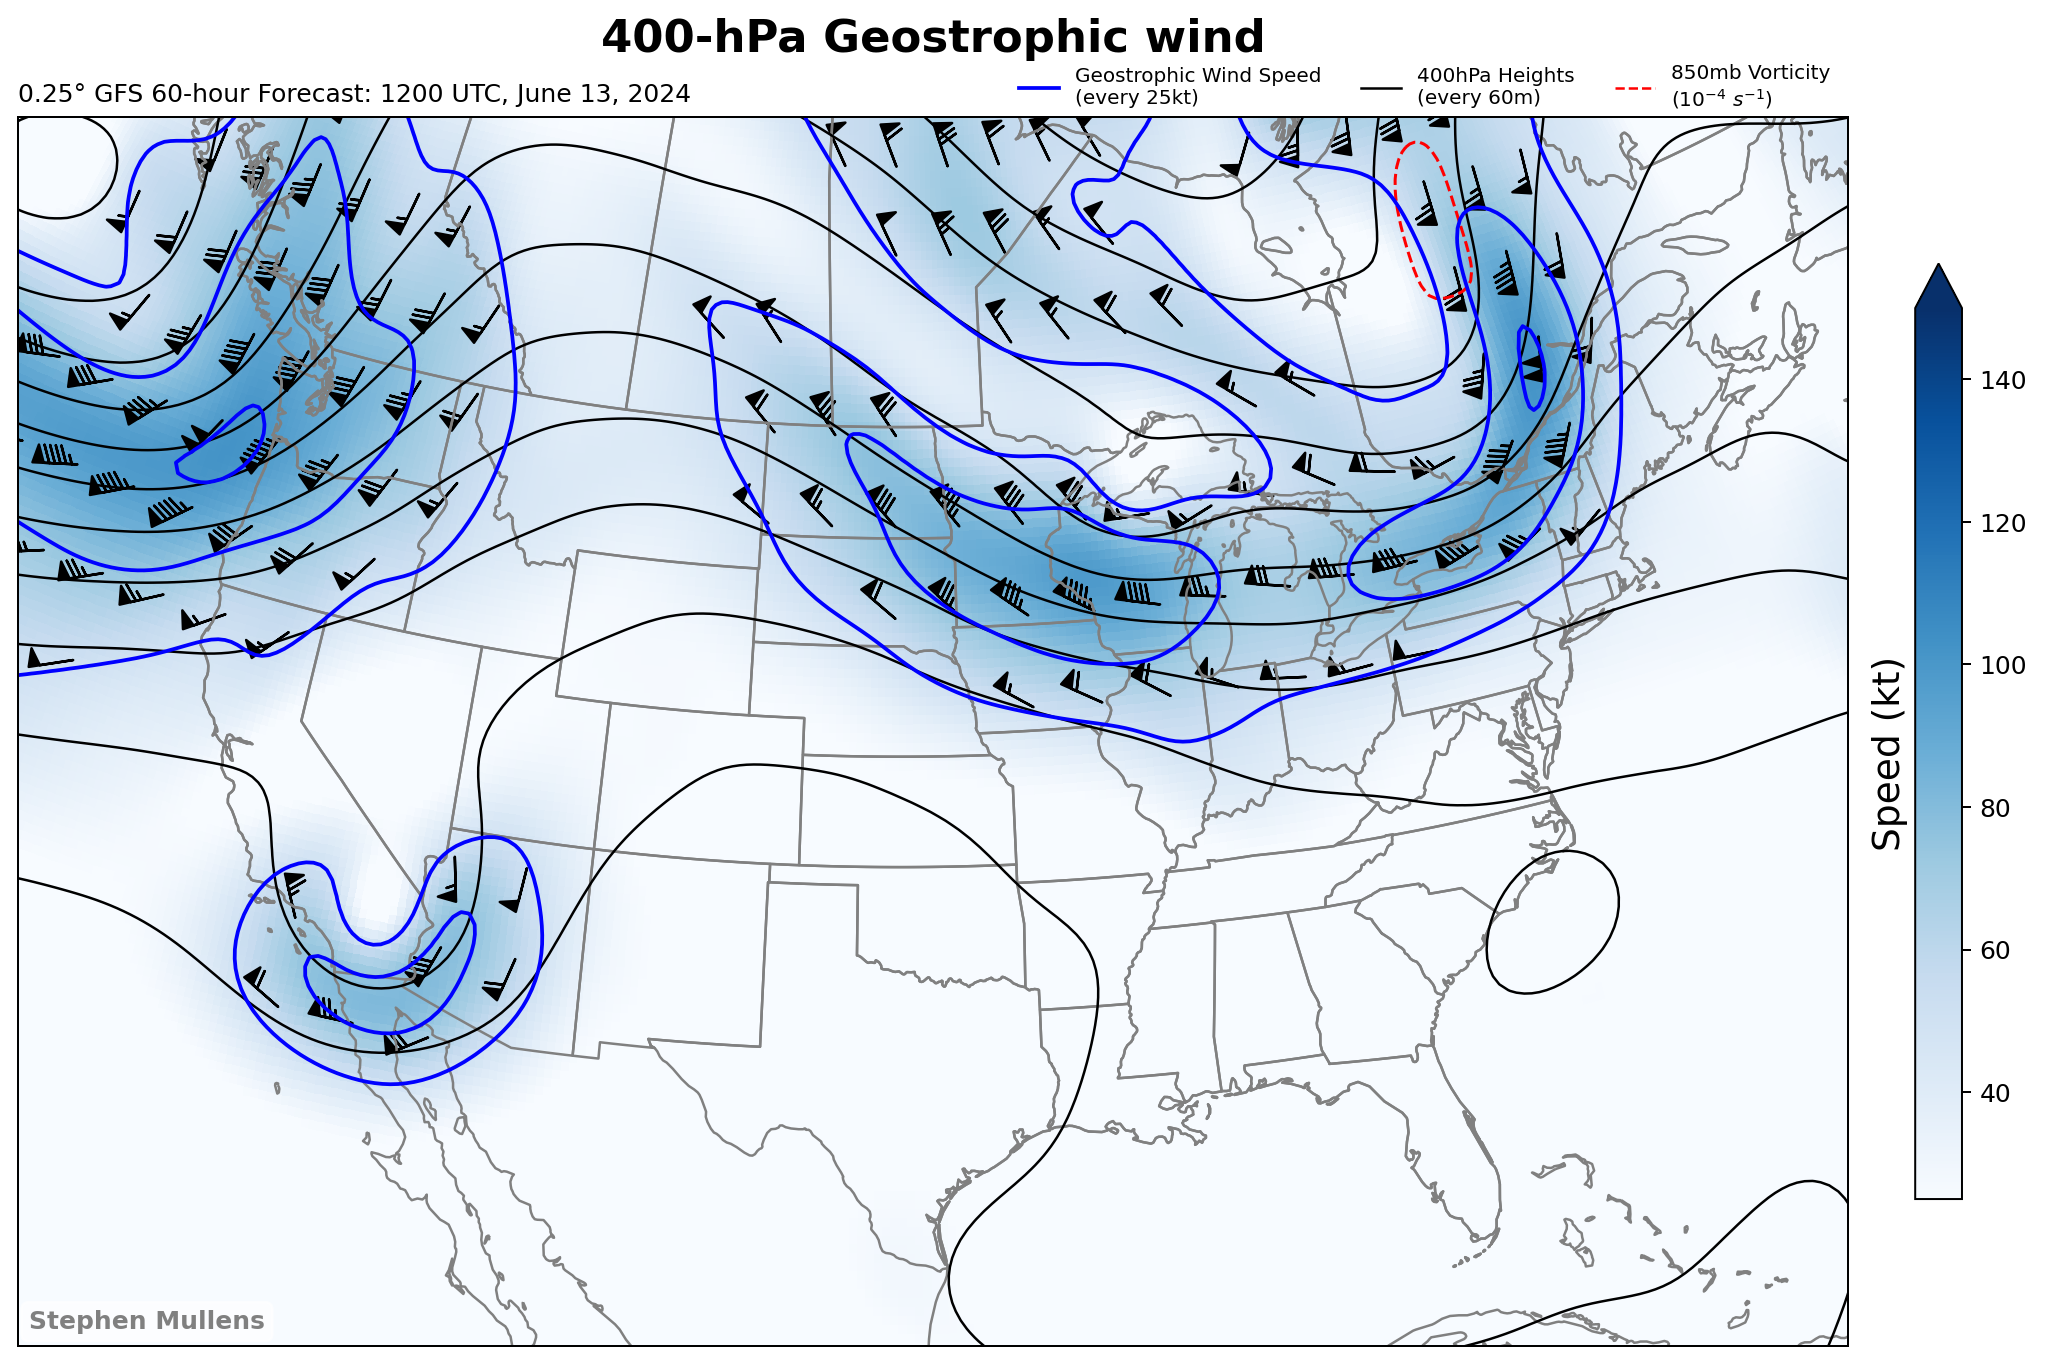 400-hPa Geostrophic wind
0.25° GFS 60-hour Forecast: 1200 UTC, June 13, 2024
Geostrophic Wind Speed
(every 25kt)
400hPa Heights
(every 60m)
850mb Vorticity
(10⁻⁴ s⁻¹)
140
120
100
80
60
40
Speed (kt)
Stephen Mullens